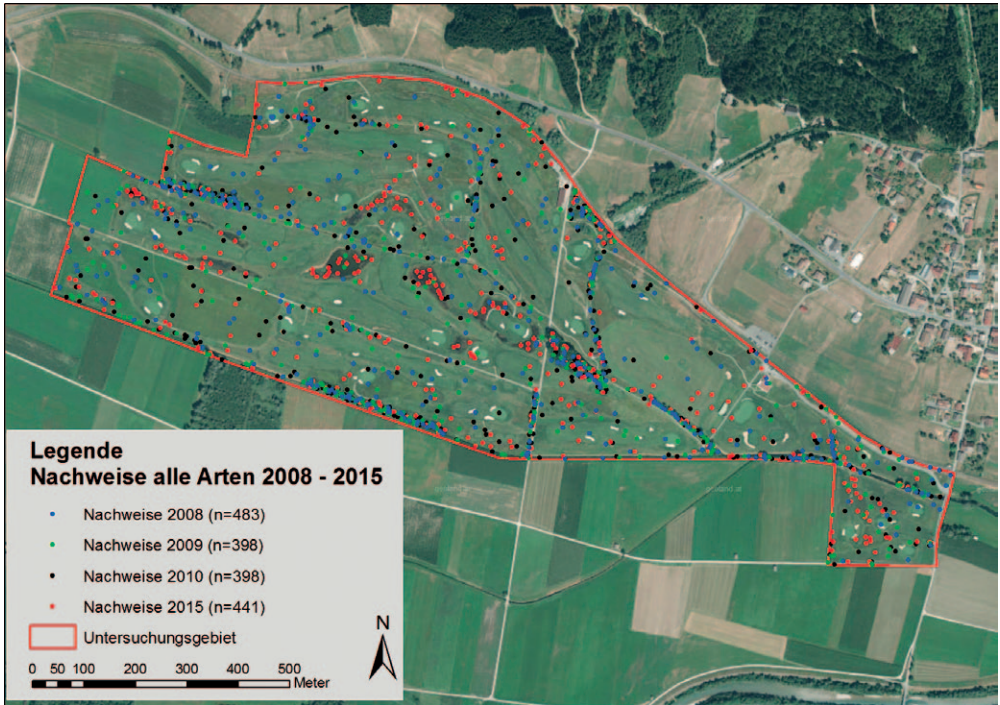 Legende
Nachweise alle Arten 2008 - 2015
Nachweise 2008 (n=483)
Nachweise 2009 (n=398)
Nachweise 2010 (n=398)
Nachweise 2015 (n=441)
Untersuchungsgebiet
N
0 50 100 200 300 400 500
Meter